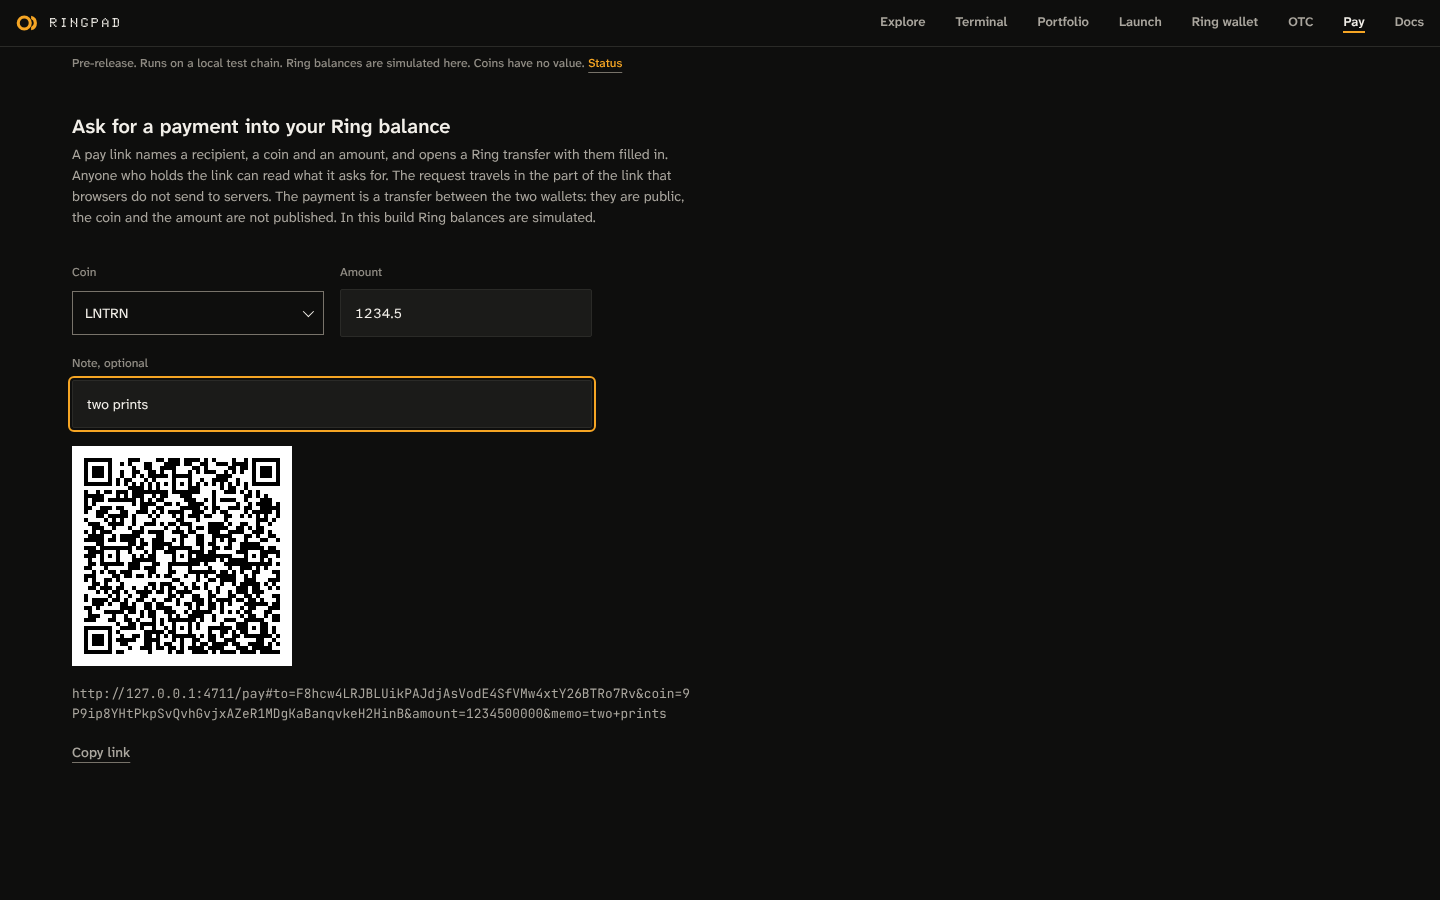 RINGPAD
Explore
Terminal
Portfolio
Launch
Ring wallet
OTC
Pay
Docs
Pre-release. Runs on a local test chain. Ring balances are simulated here. Coins have no value. Status
Ask for a payment into your Ring balance
A pay link names a recipient, a coin and an amount, and opens a Ring transfer with them filled in.
Anyone who holds the link can read what it asks for. The request travels in the part of the link that
browsers do not send to servers. The payment is a transfer between the two wallets: they are public,
the coin and the amount are not published. In this build Ring balances are simulated.
Coin
Amount
LNTRN
1234.5
Note, optional
two prints
http://127.0.0.1:4711/pay#to=F8hcw4LRJBLUikPAJdjAsVodE4SfVMw4xtY26BTRo7Rv&coin=9
P9ip8YHtPkpSvQvhGvjxAZeR1MDgKaBanqvkeH2HinB&amount=1234500000&memo=two+prints
Copy link